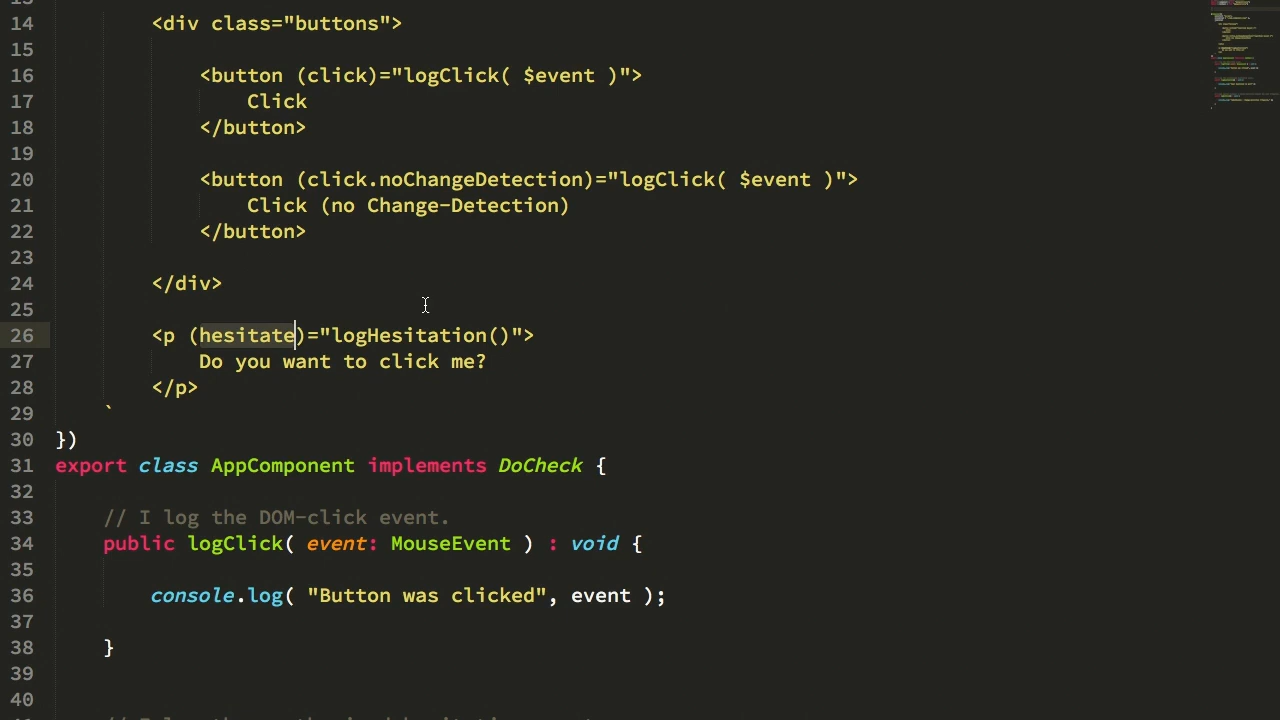 14 <div class="buttons">
15
16 <button (click)="logClick( $event )">
17 Click
18 </button>
19
20 <button (click.noChangeDetection)="logClick( $event )">
21 Click (no Change-Detection)
22 </button>
23
24 </div>
25
26 <p (hesitate)="logHesitation()">
27 Do you want to click me?
28 </p>
29 `
30 })
31 export class AppComponent implements DoCheck {
32
33 // I log the DOM-click event.
34 public logClick( event: MouseEvent ) : void {
35
36 console.log( "Button was clicked", event );
37
38 }
39
40